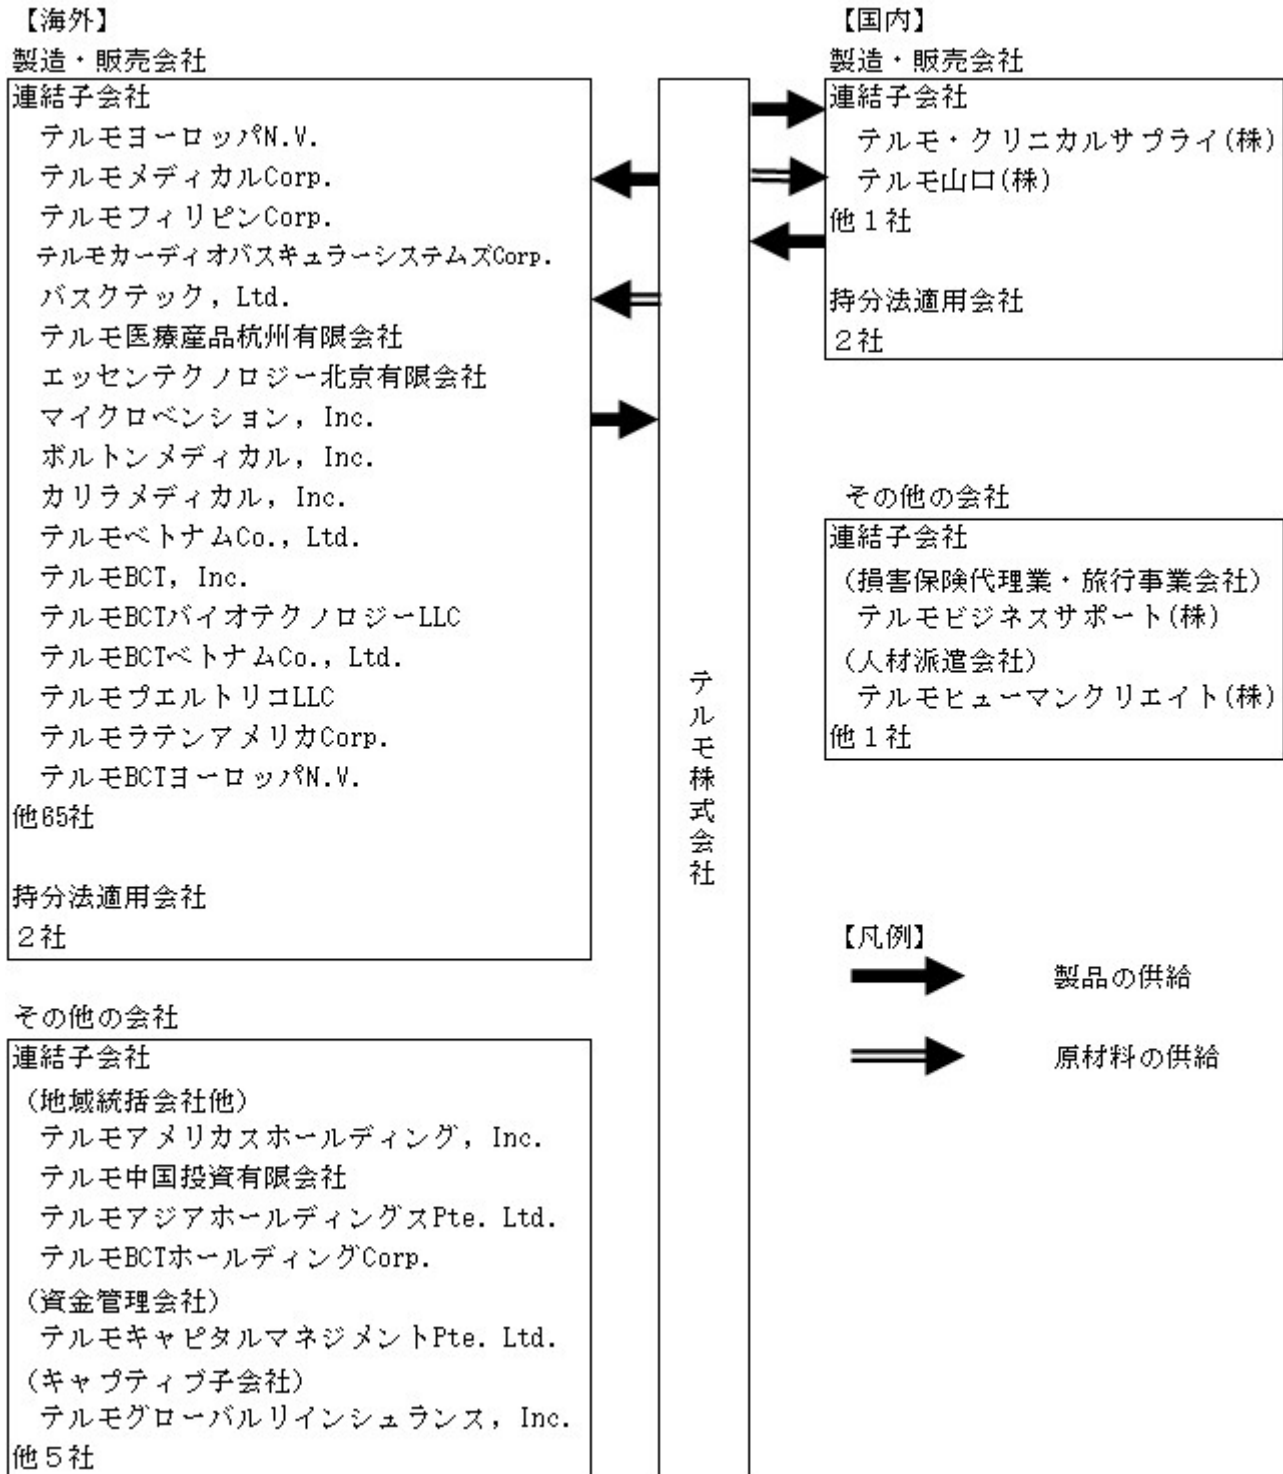 【海外】
製造・販売会社
連結子会社
テルモヨーロッパN.V.
テルモメディカルCorp.
テルモフィリピンCorp.
テルモカーディオバスキュラーシステムズCorp.
バスクテック, Ltd.
テルモ医療産品杭州有限会社
エッセンテクノロジー北京有限会社
マイクロベンション, Inc.
ボルトンメディカル, Inc.
カリラメディカル, Inc.
テルモベトナムCo., Ltd.
テルモBCT, Inc.
テルモBCTバイオテクノロジーLLC
テルモBCTベトナムCo., Ltd.
テルモプエルトリコLLC
テルモラテンアメリカCorp.
テルモBCTヨーロッパN.V.
他65社
持分法適用会社
2社
その他の会社
連結子会社
(地域統括会社他)
テルモアメリカスホールディング, Inc.
テルモ中国投資有限会社
テルモアジアホールディングスPte. Ltd.
テルモBCTホールディングCorp.
(資金管理会社)
テルモキャピタルマネジメントPte. Ltd.
(キャプティブ子会社)
テルモグローバルリインシュランス, Inc.
他5社
テルモ株式会社
【国内】
製造・販売会社
連結子会社
テルモ・クリニカルサプライ(株)
テルモ山口(株)
他1社
持分法適用会社
2社
その他の会社
連結子会社
(損害保険代理業・旅行事業会社)
テルモビジネスサポート(株)
(人材派遣会社)
テルモヒューマンクリエイト(株)
他1社
【凡例】
製品の供給
原材料の供給